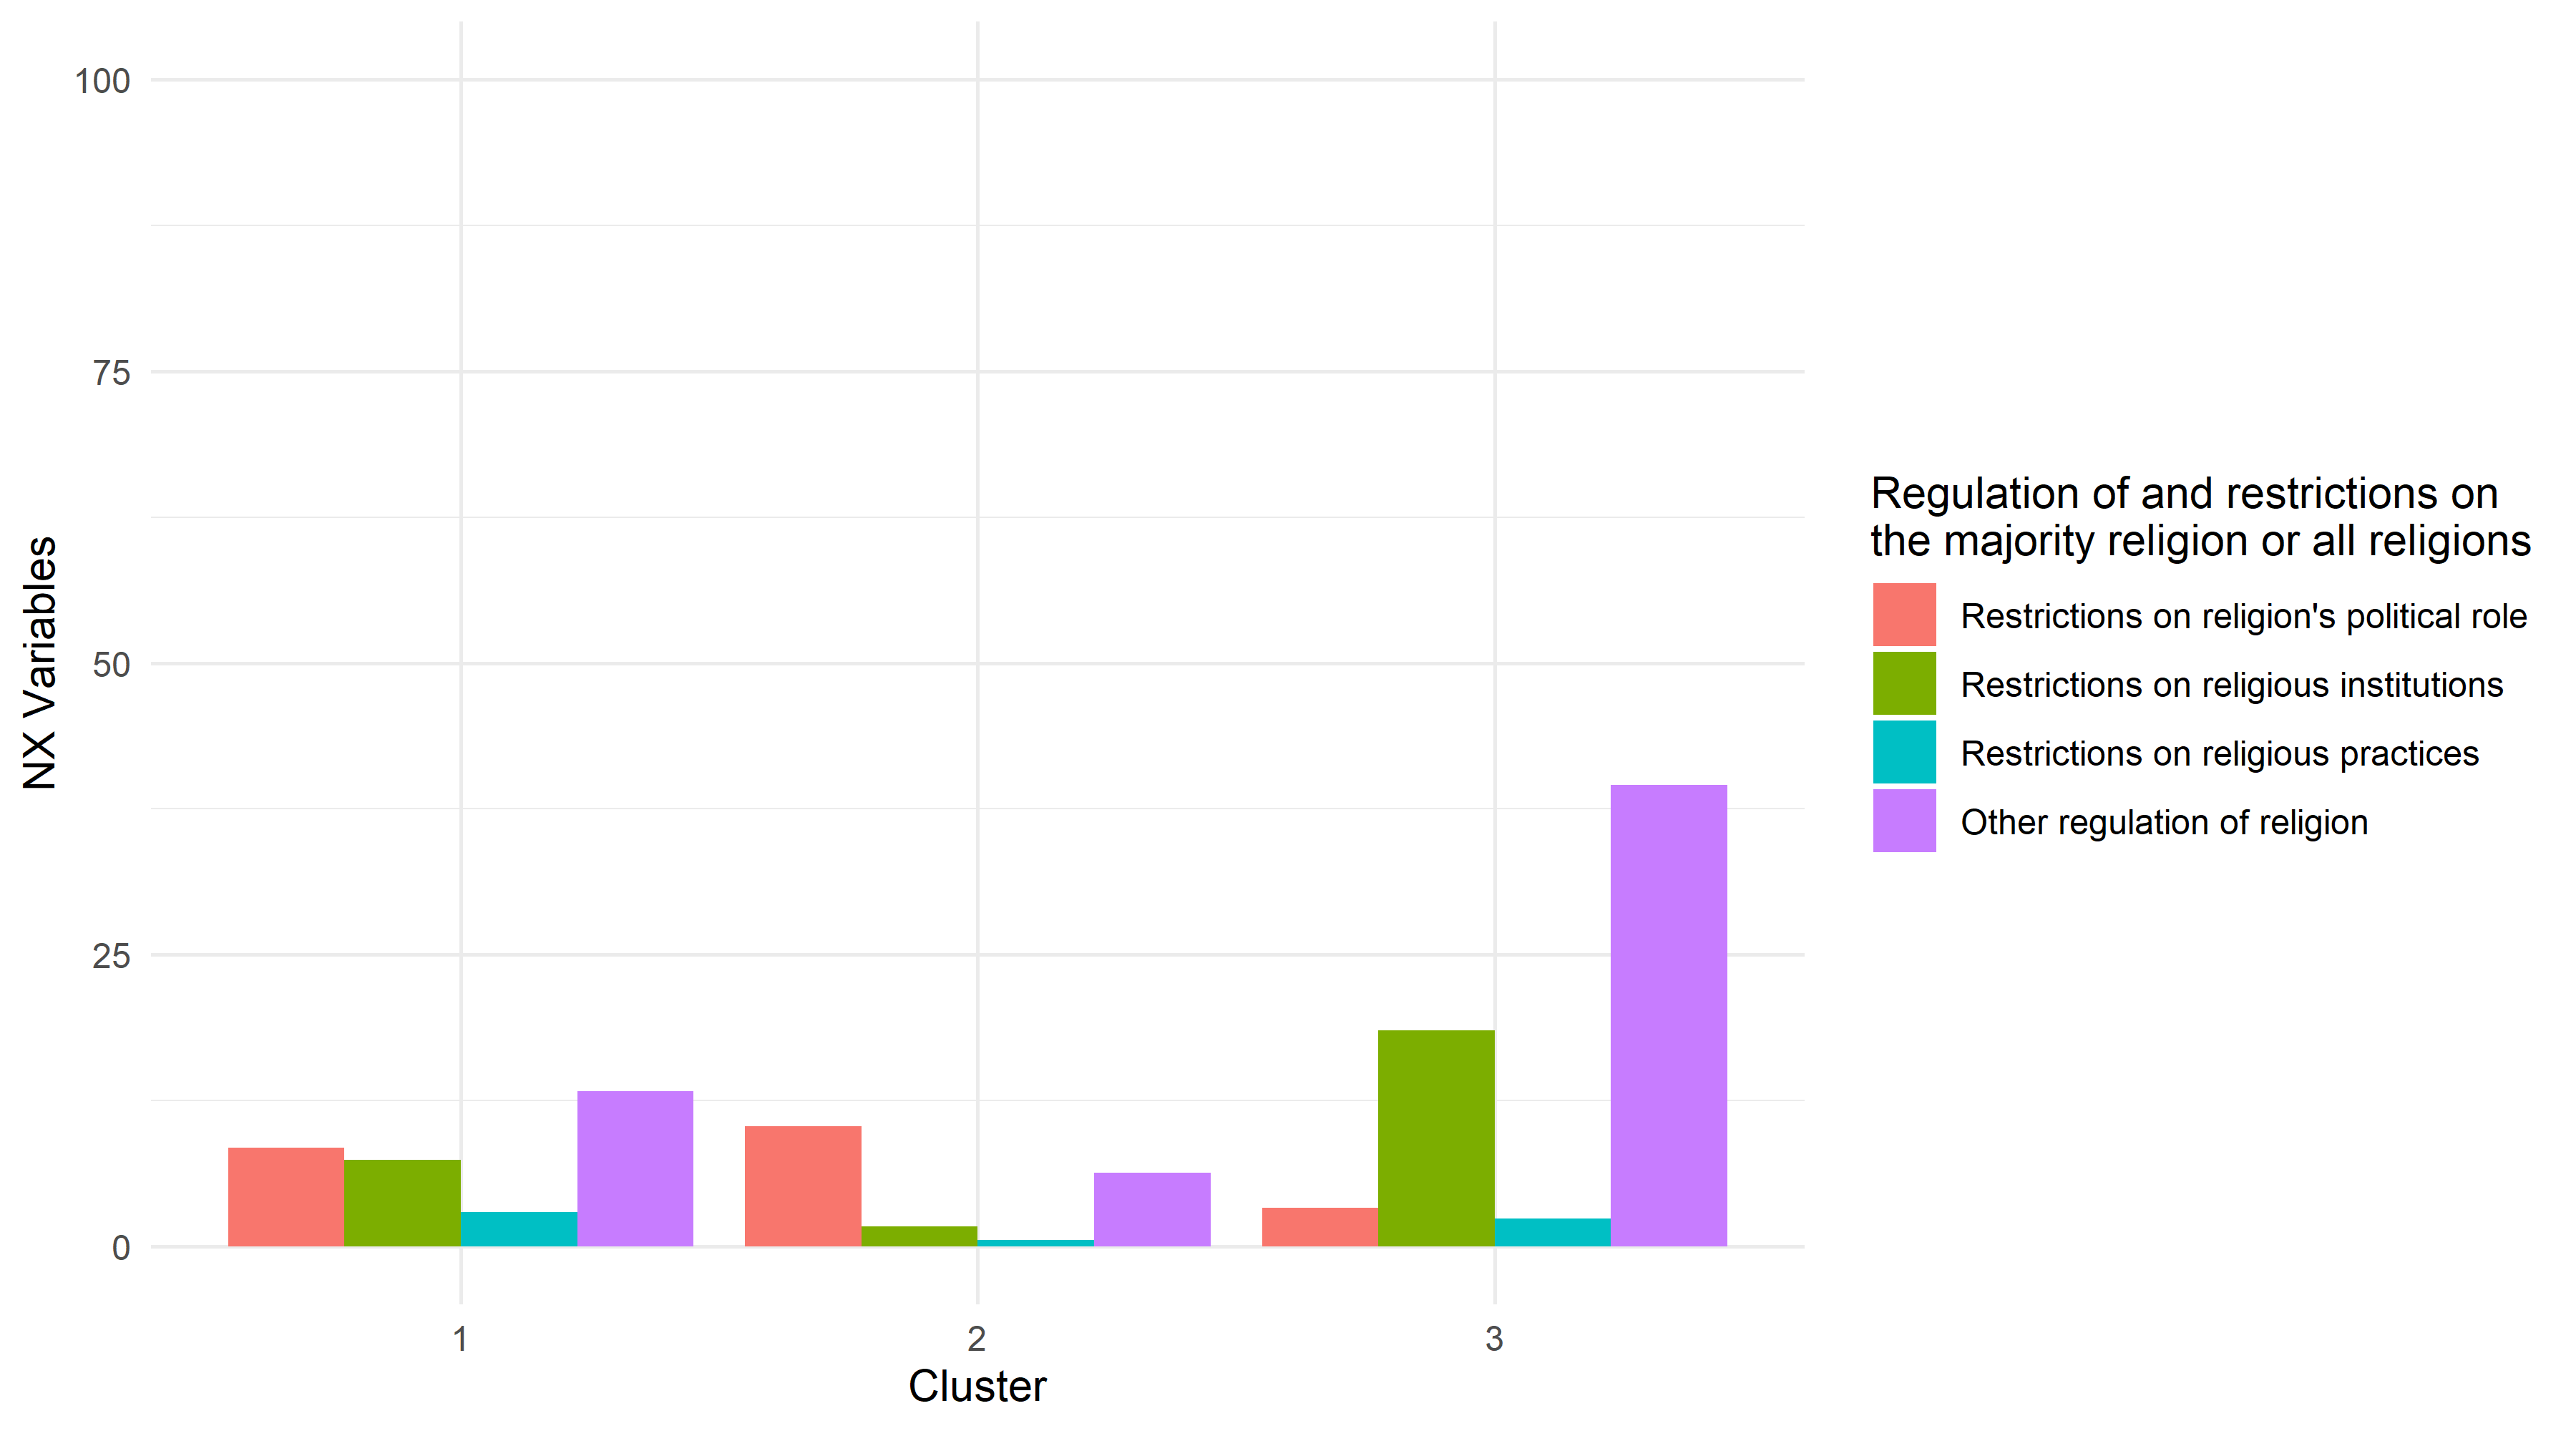 100
75
50
25
0
NX Variables
1
2
3
Cluster
Regulation of and restrictions on
the majority religion or all religions
Restrictions on religion's political role
Restrictions on religious institutions
Restrictions on religious practices
Other regulation of religion